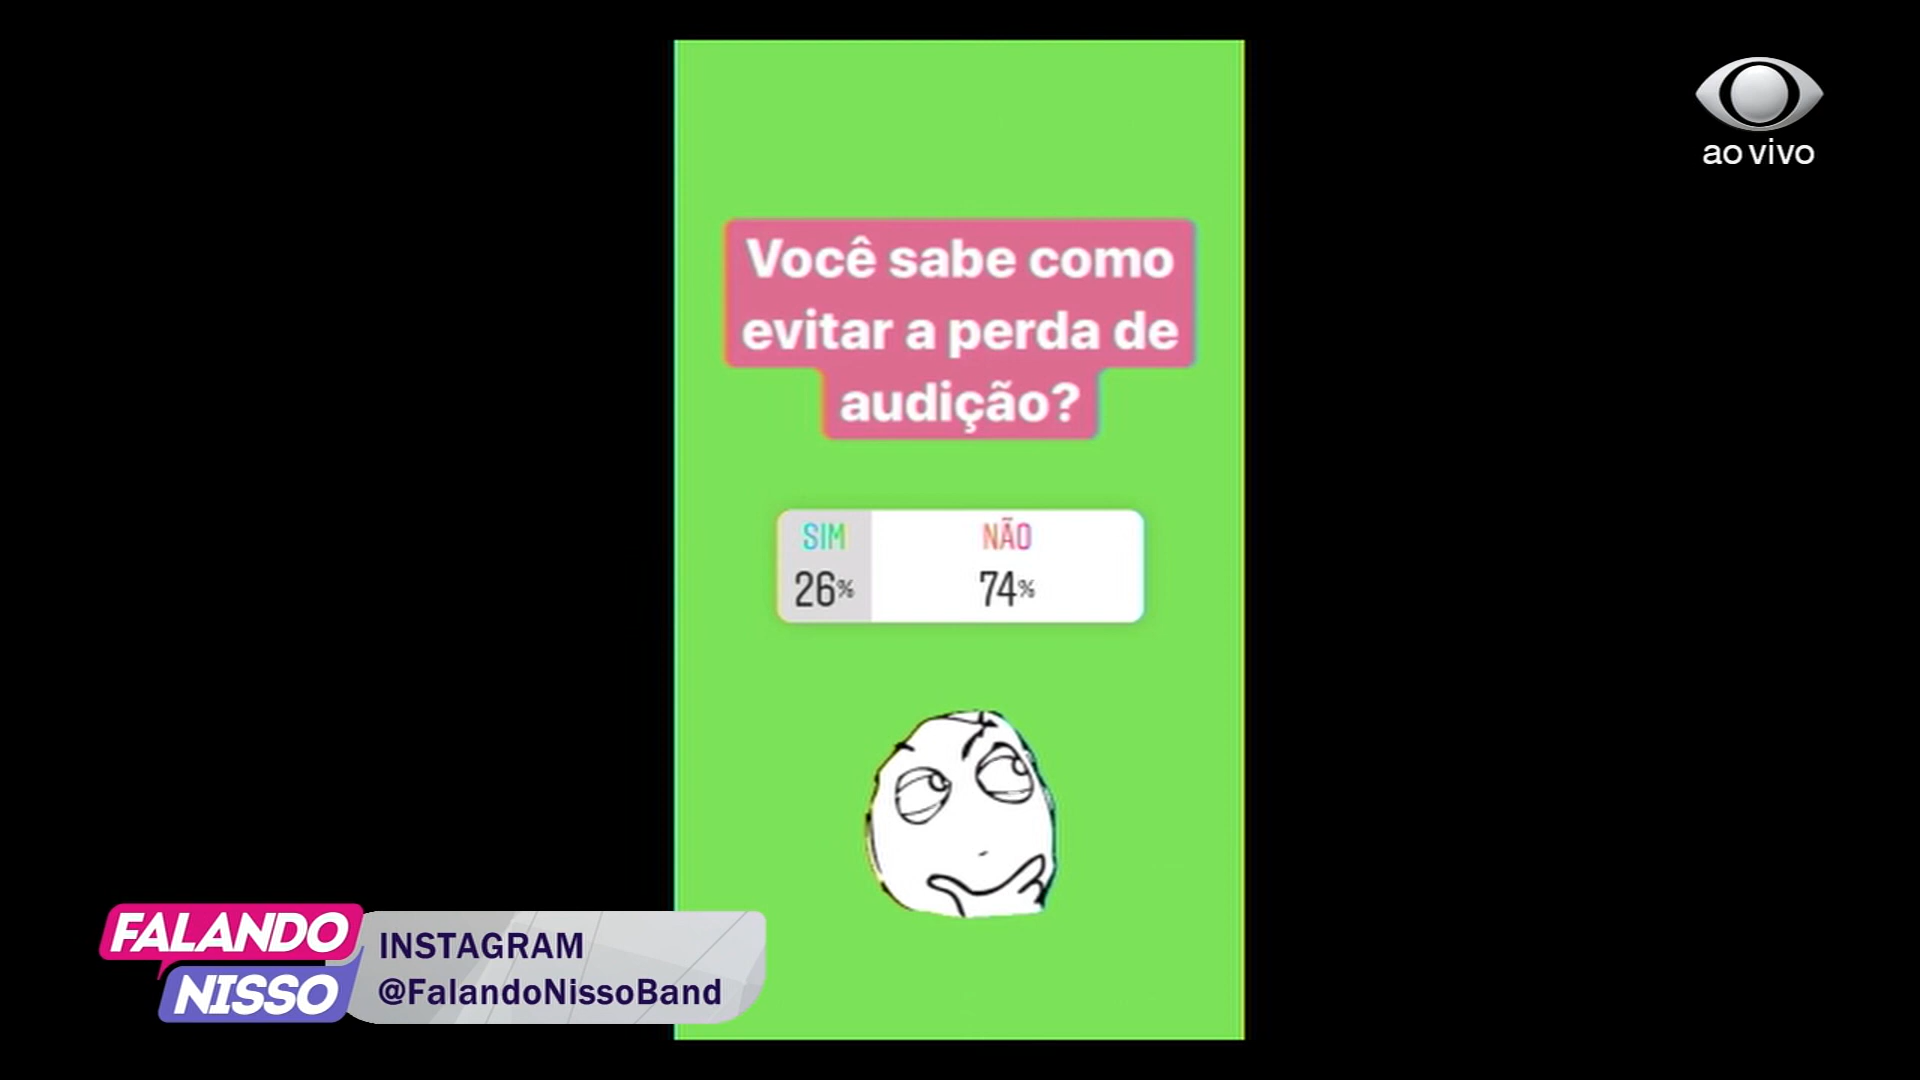 ao vivo
Você sabe como
evitar a perda de
audição?
SIM NÃO
26% 74%
FALANDO
NISSO
INSTAGRAM
@FalandoNissoBand